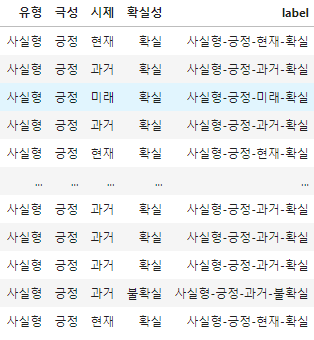 유형 극성 시제 확실성 label
사실형 긍정 현재 확실 사실형-긍정-현재-확실
사실형 긍정 과거 확실 사실형-긍정-과거-확실
사실형 긍정 미래 확실 사실형-긍정-미래-확실
사실형 긍정 과거 확실 사실형-긍정-과거-확실
사실형 긍정 현재 확실 사실형-긍정-현재-확실
... ... ... ... ...
사실형 긍정 과거 확실 사실형-긍정-과거-확실
사실형 긍정 과거 확실 사실형-긍정-과거-확실
사실형 긍정 과거 확실 사실형-긍정-과거-확실
사실형 긍정 과거 불확실 사실형-긍정-과거-불확실
사실형 긍정 현재 확실 사실형-긍정-현재-확실